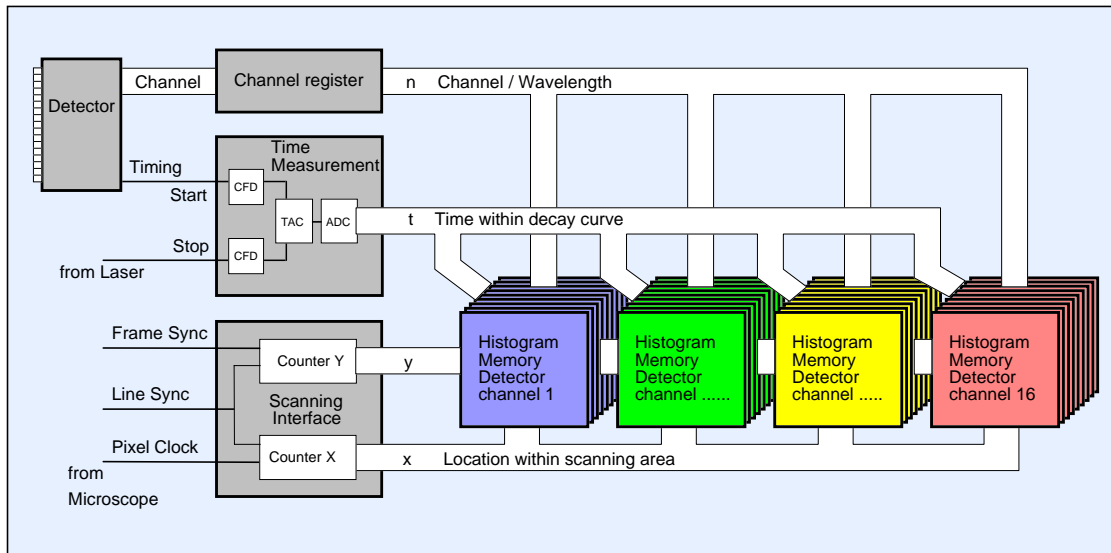 Detector
Channel
Channel register
n Channel / Wavelength
Time
Measurement
Timing
Start
CFD
TAC
ADC
t Time within decay curve
Stop
CFD
from Laser
Frame Sync
Counter Y
y
Line Sync
Scanning
Interface
Pixel Clock
Counter X
x Location within scanning area
from
Microscope
Histogram
Memory
Detector
channel 1
Histogram
Memory
Detector
channel ......
Histogram
Memory
Detector
channel .....
Histogram
Memory
Detector
channel 16